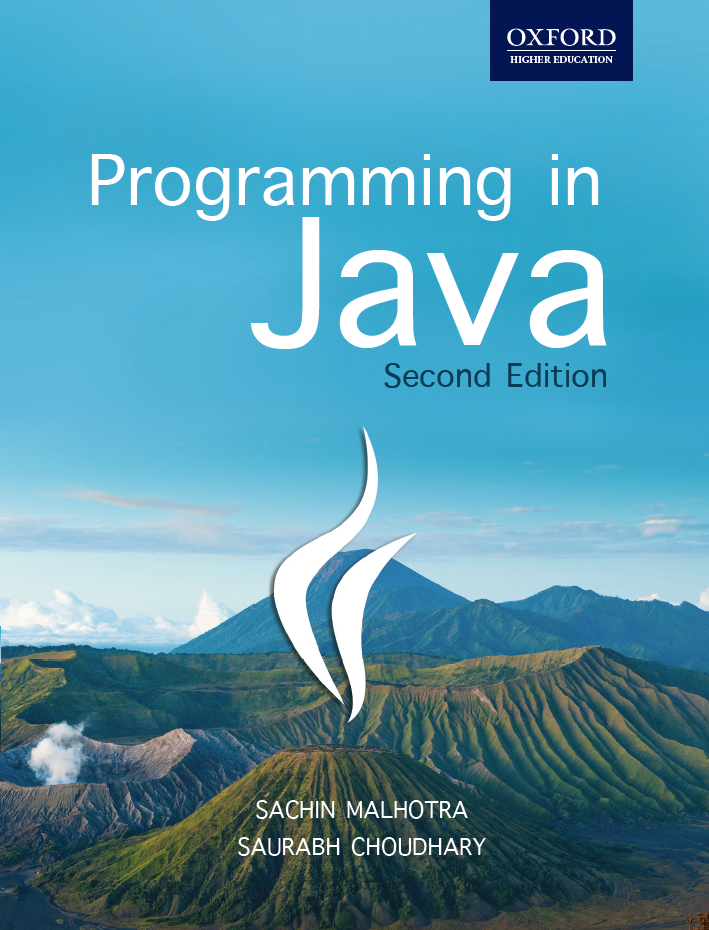 OXFORD
HIGHER EDUCATION
Programming in
Java
Second Edition
SACHIN MALHOTRA
SAURABH CHOUDHARY